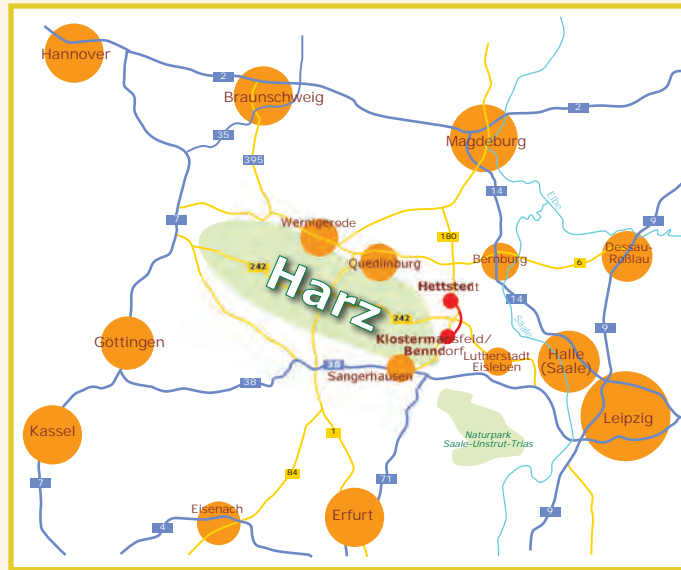 Hannover
2
Braunschweig
2
35
Magdeburg
395
14
Elbe
7
Wernigerode
180
9
Quedlinburg
Bernburg
6
Dessau-
Roßlau
242
Harz
Hettstedt
14
242
Saale
9
Göttingen
Klostermansfeld/
Benndorf
Lutherstadt
Eisleben
Halle
(Saale)
38
Sangerhausen
38
Leipzig
Kassel
1
Naturpark
Saale-Unstrut-Trias
84
71
7
Eisenach
Erfurt
9
4